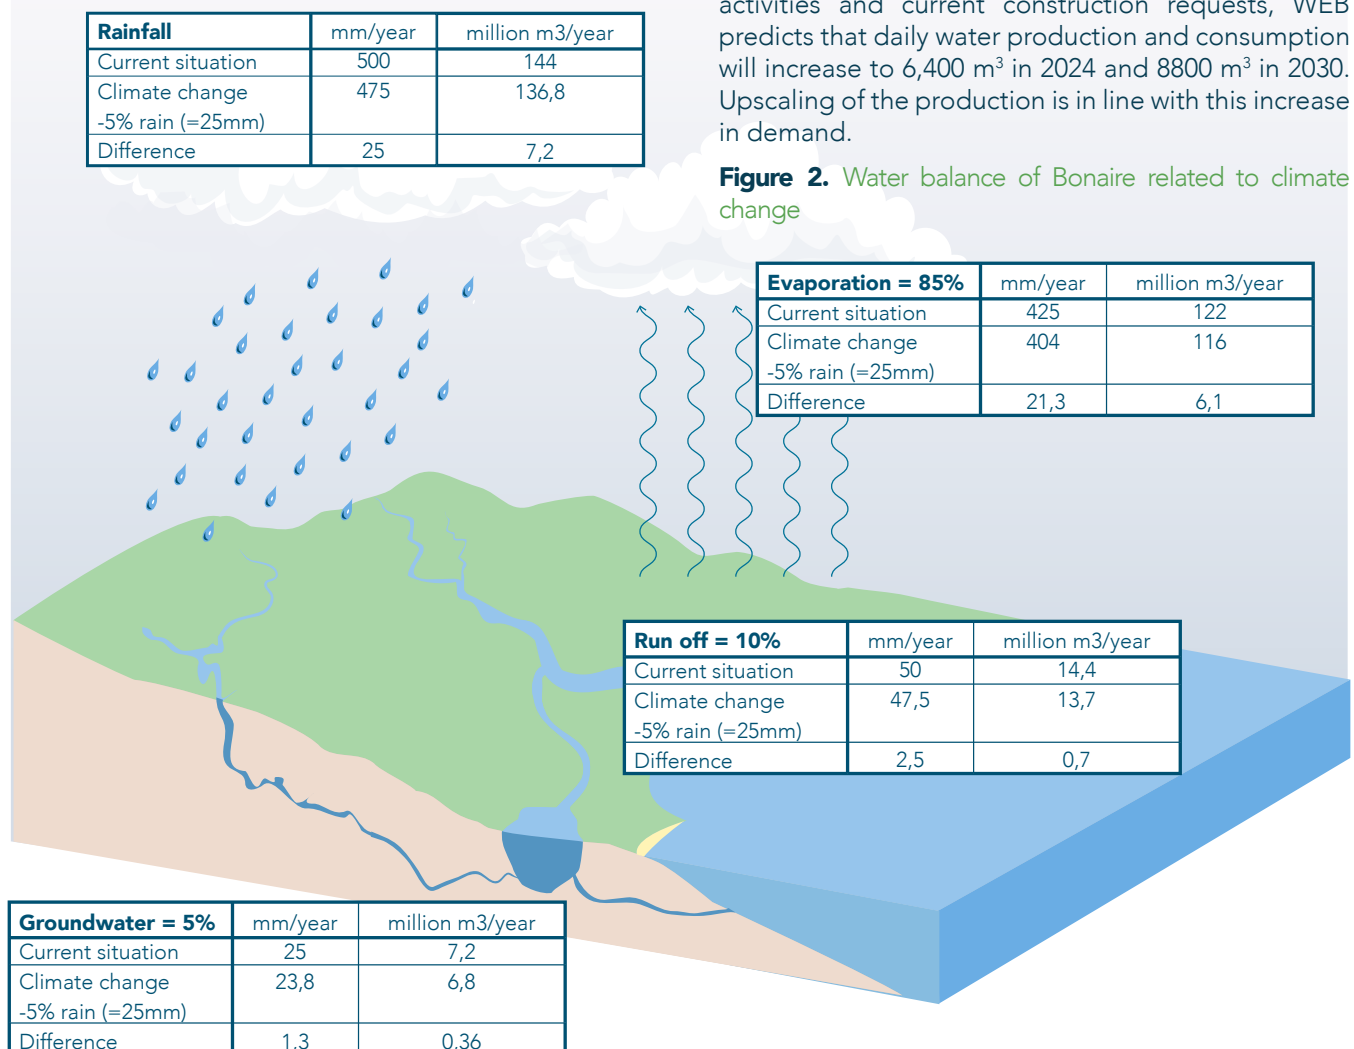 Rainfall mm/year million m3/year
Current situation 500 144
Climate change 475 136,8
-5% rain (=25mm)
Difference 25 7,2
activities and current construction requests, WEB
predicts that daily water production and consumption
will increase to 6,400 m³ in 2024 and 8800 m³ in 2030.
Upscaling of the production is in line with this increase
in demand.
Figure 2. Water balance of Bonaire related to climate
change
Evaporation = 85% mm/year million m3/year
Current situation 425 122
Climate change 404 116
-5% rain (=25mm)
Difference 21,3 6,1
Run off = 10% mm/year million m3/year
Current situation 50 14,4
Climate change 47,5 13,7
-5% rain (=25mm)
Difference 2,5 0,7
Groundwater = 5% mm/year million m3/year
Current situation 25 7,2
Climate change 23,8 6,8
-5% rain (=25mm)
Difference 1,3 0,36